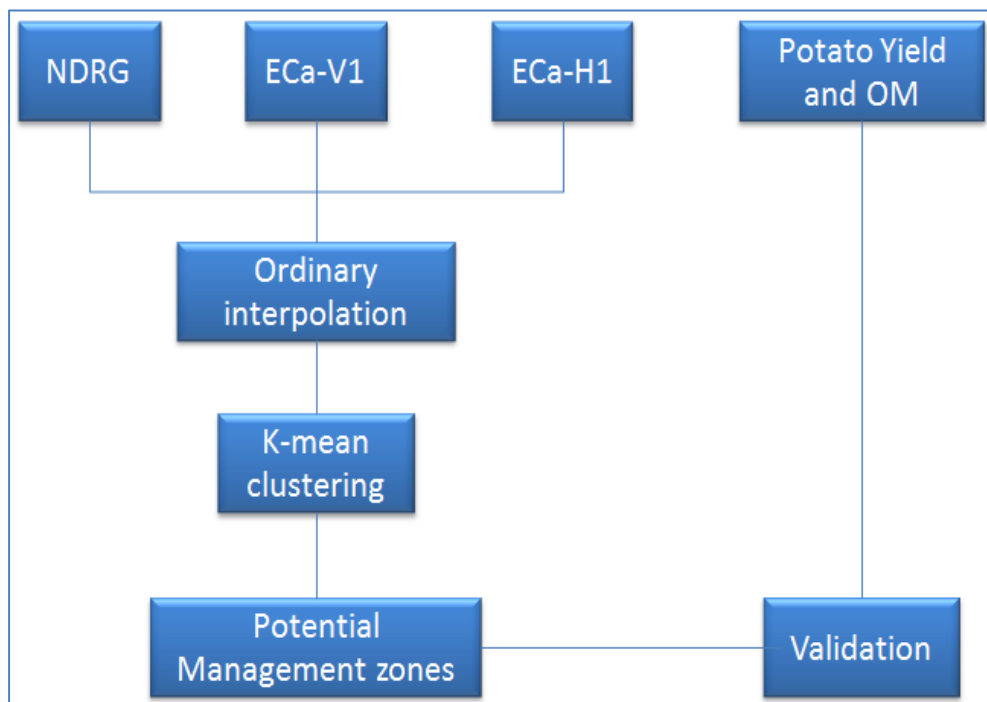 NDRG
ECa-V1
ECa-H1
Potato Yield
and OM
Ordinary
interpolation
K-mean
clustering
Potential
Management zones
Validation